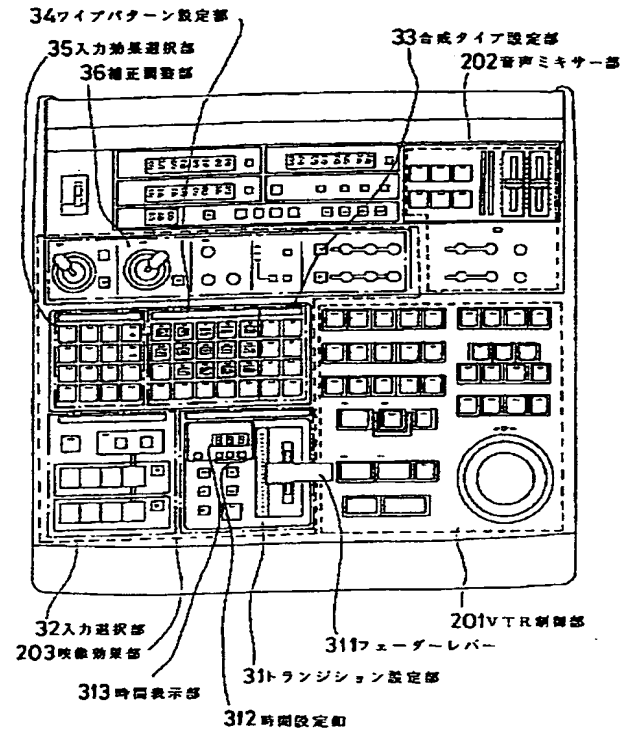 34ワイプパターン設定部
35入力効果選択部
33合成タイプ設定部
36補正調整部
202音声ミキサー部
32入力選択部
201VTR制御部
203映像効果部
311フェーダーレバー
31トランジション設定部
313時間表示部
312時間設定釦